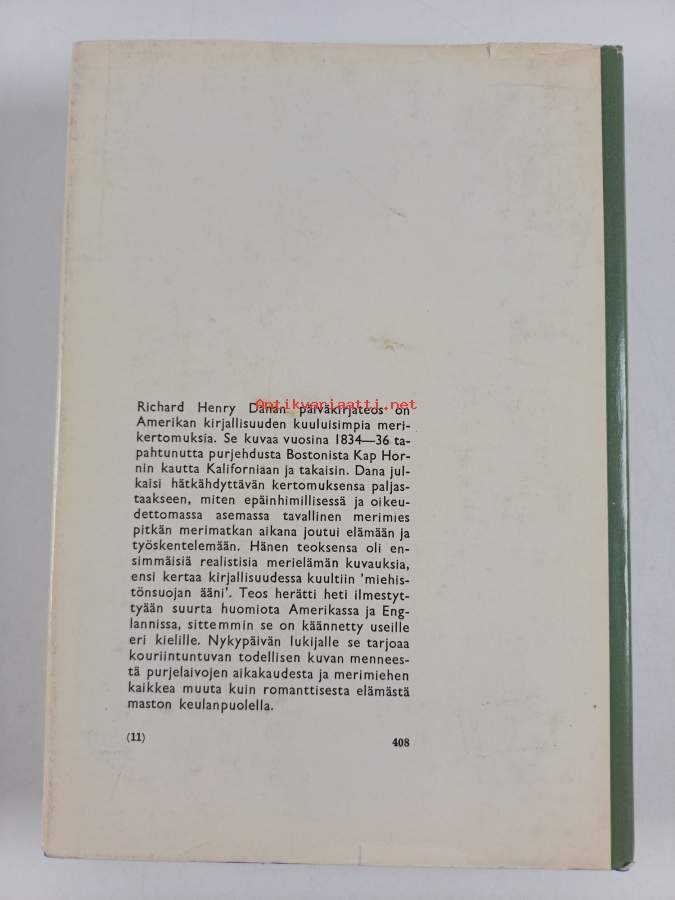 Antikvariaatti.net
Richard Henry Danan päiväkirjateos on
Amerikan kirjallisuuden kuuluisimpia meri-
kertomuksia. Se kuvaa vuosina 1834—36 ta-
pahtunutta purjehdusta Bostonista Kap Hor-
nin kautta Kaliforniaan ja takaisin. Dana jul-
kaisi hätkähdyttävän kertomuksensa paljas-
taakseen, miten epäinhimillisessä ja oikeu-
dettomassa asemassa tavallinen merimies
pitkän merimatkan aikana joutui elämään ja
työskentelemään. Hänen teoksensa oli en-
simmäisiä realistisia merielämän kuvauksia,
ensi kertaa kirjallisuudessa kuultiin 'miehis-
tönsuojan ääni'. Teos herätti heti ilmestyt-
tyään suurta huomiota Amerikassa ja Eng-
lannissa, sittemmin se on käännetty useille
eri kielille. Nykypäivän lukijalle se tarjoaa
kouriintuntuvan todellisen kuvan mennees-
tä purjelaivojen aikakaudesta ja merimiehen
kaikkea muuta kuin romanttisesta elämästä
maston keulanpuolella.
(11) 408